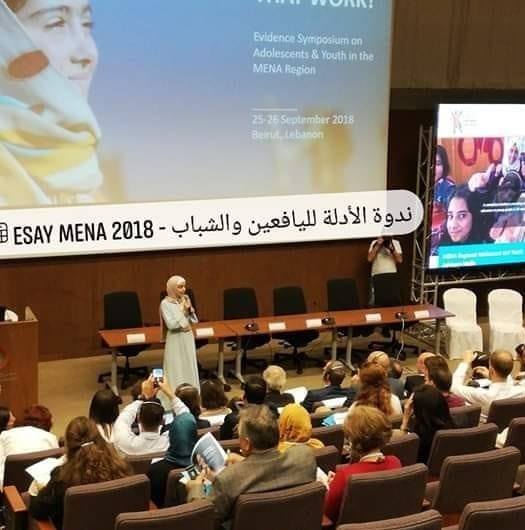 THAT WORK?
Evidence Symposium on
Adolescents & Youth in the
MENA Region
25-26 September 2018
Beirut, Lebanon
ESAY MENA 2018 - ندوة الأدلة لليافعين والشباب